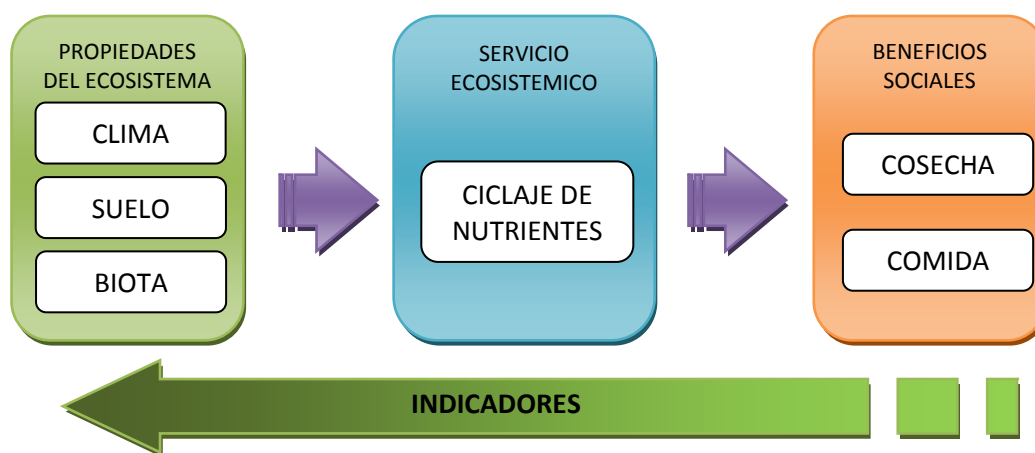 PROPIEDADES
DEL ECOSISTEMA
CLIMA
SUELO
BIOTA
SERVICIO
ECOSISTEMICO
CICLAJE DE
NUTRIENTES
BENEFICIOS
SOCIALES
COSECHA
COMIDA
INDICADORES